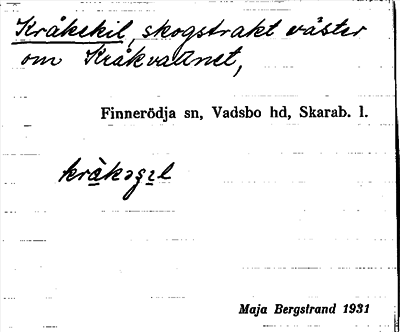 Kråkekil, skogstrakt väster
om Kråkvattnet,
Finnerödja sn, Vadsbo hd, Skarab. l.
Maja Bergstrand 1931